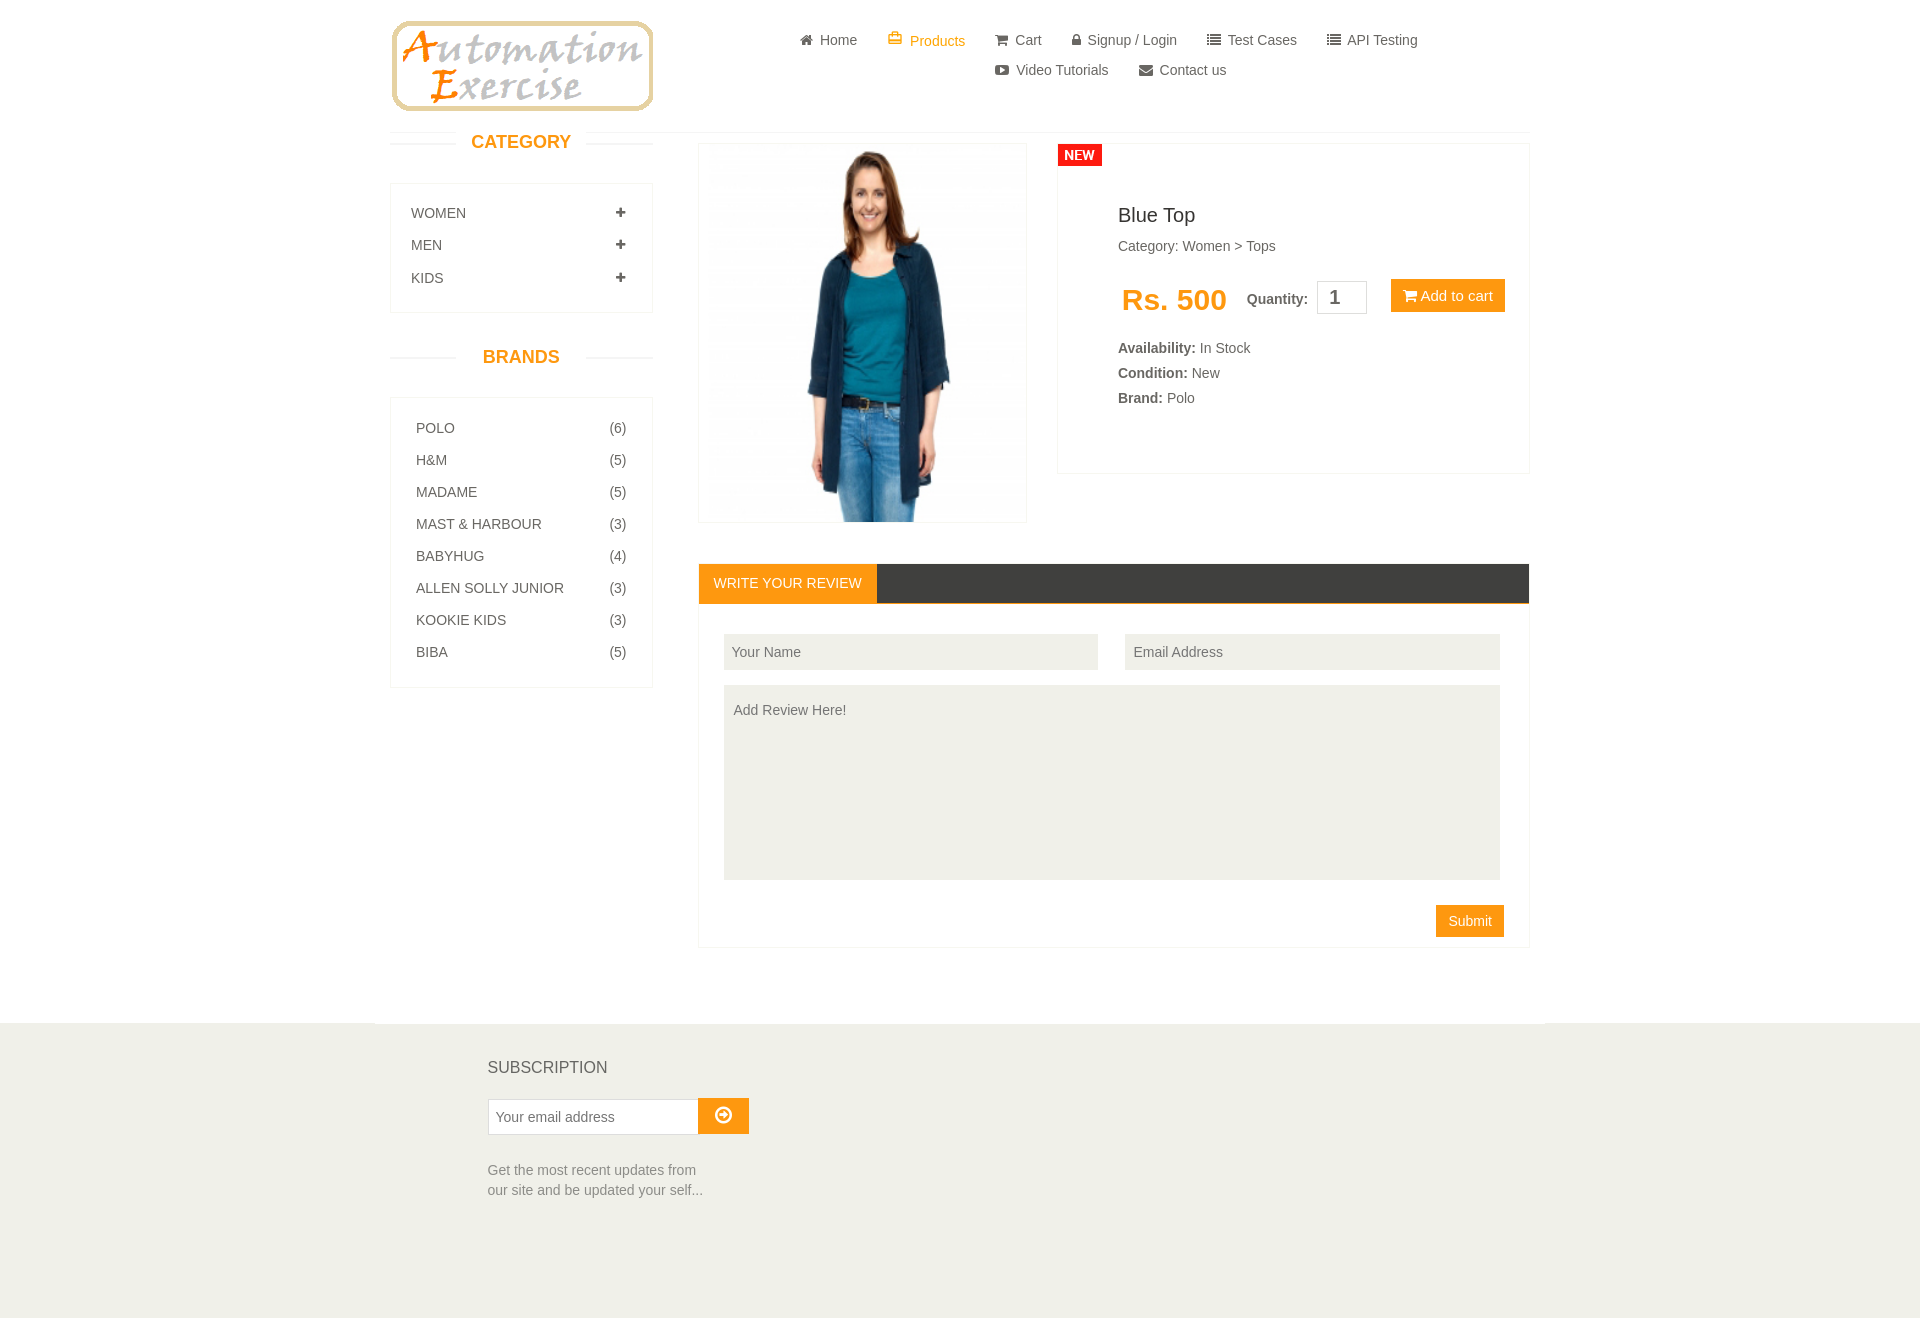 Automation
Exercise
Home
Products
Cart
Signup / Login
Test Cases
API Testing
Video Tutorials
Contact us
CATEGORY
WOMEN
MEN
KIDS
BRANDS
POLO (6)
H&M (5)
MADAME (5)
MAST & HARBOUR (3)
BABYHUG (4)
ALLEN SOLLY JUNIOR (3)
KOOKIE KIDS (3)
BIBA (5)
NEW
Blue Top
Category: Women > Tops
Rs. 500 Quantity: 1 Add to cart
Availability: In Stock
Condition: New
Brand: Polo
WRITE YOUR REVIEW
Your Name
Email Address
Add Review Here!
Submit
SUBSCRIPTION
Your email address
Get the most recent updates from
our site and be updated your self...